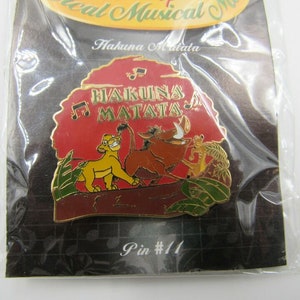 Musical M
Hakuna Matata
HAKUNA
MATATA
Pin #11